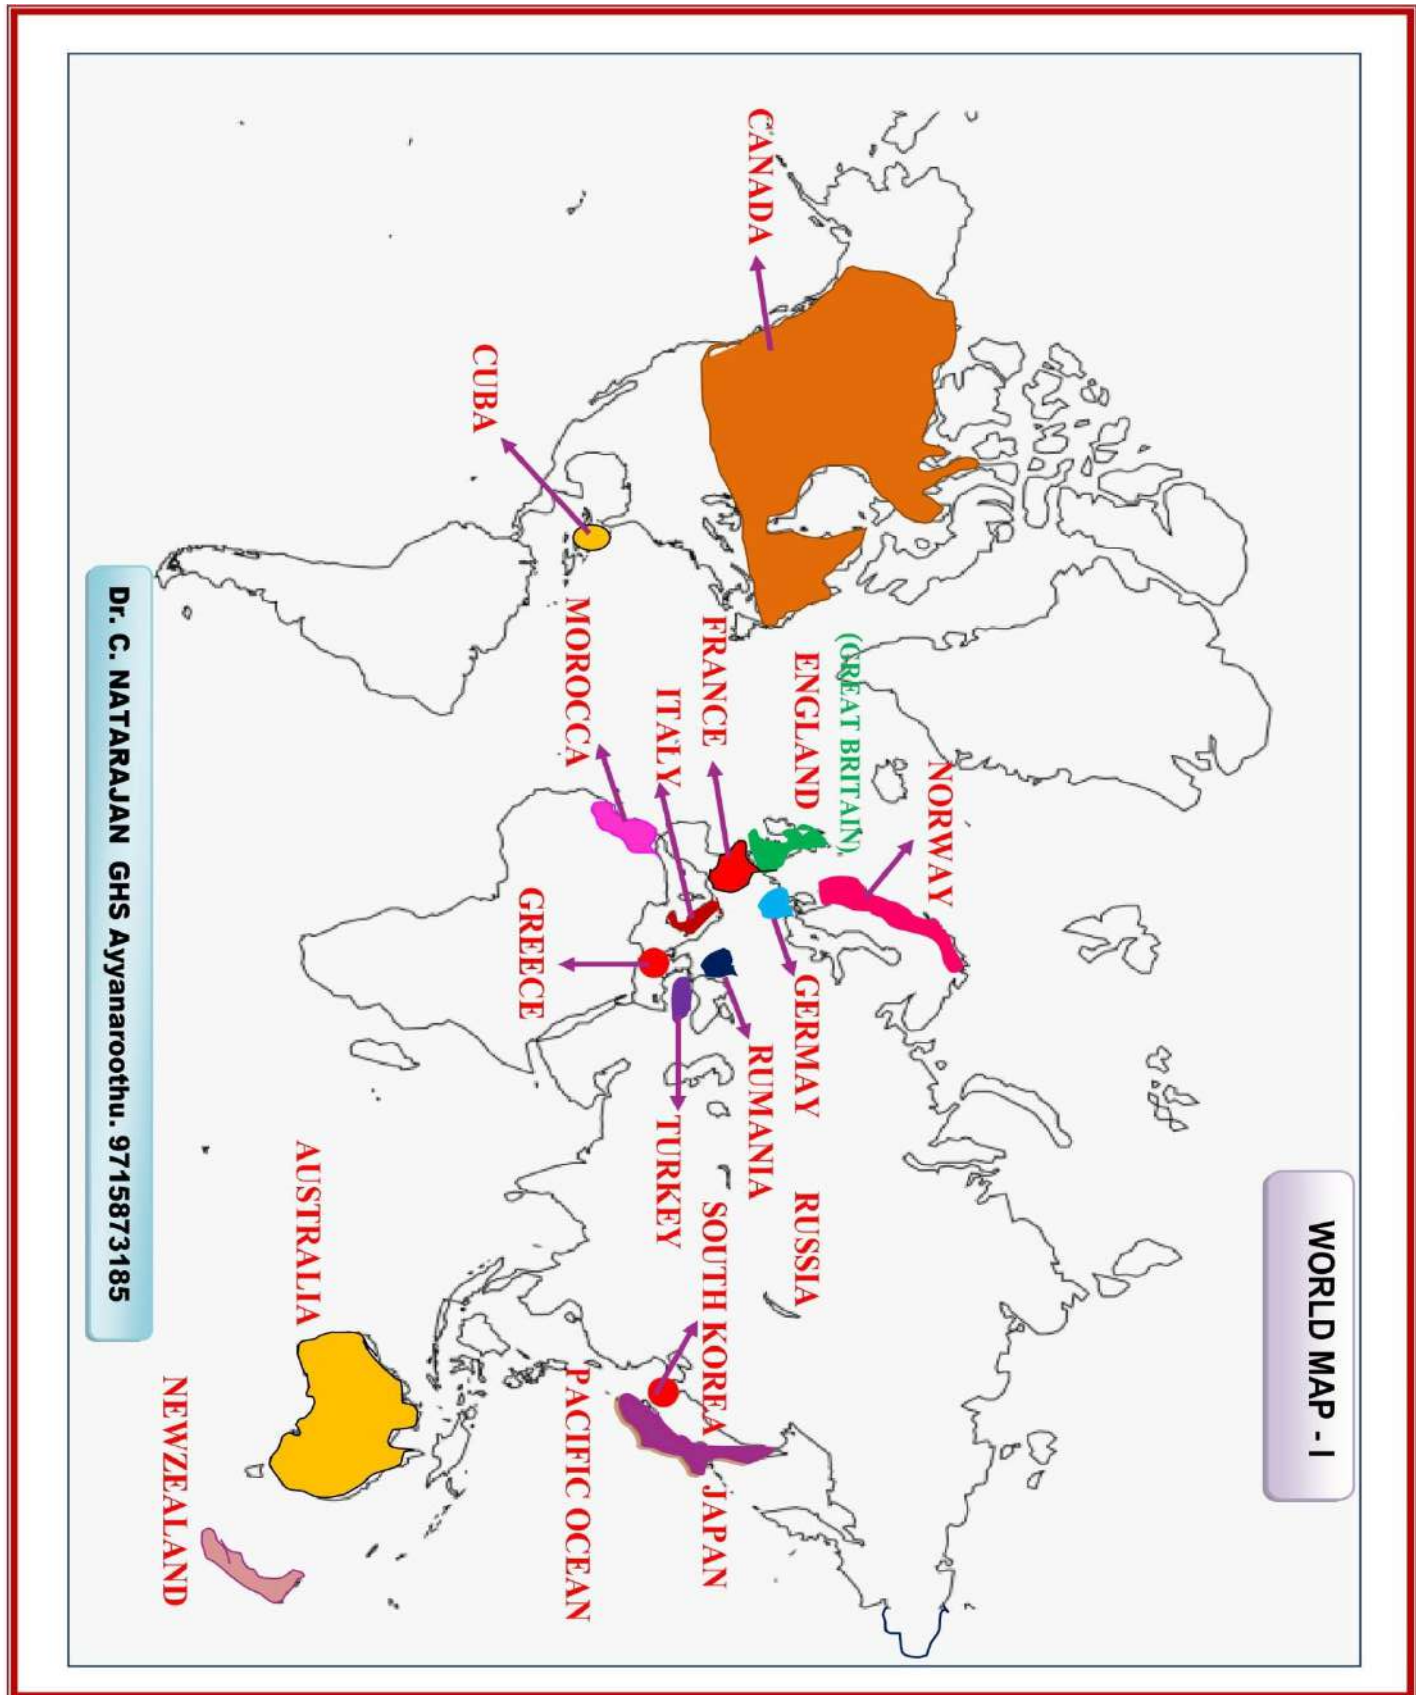 WORLD MAP - I
NORWAY
(GREAT BRITAIN)
ENGLAND
GERMAY
RUSSIA
CANADA
FRANCE
RUMANIA
SOUTH KOREA
JAPAN
ITALY
TURKEY
MOROCCA
PACIFIC OCEAN
GREECE
CUBA
AUSTRALIA
NEWZEALAND
Dr. C. NATARAJAN GHS Ayyanaroothu. 9715873185